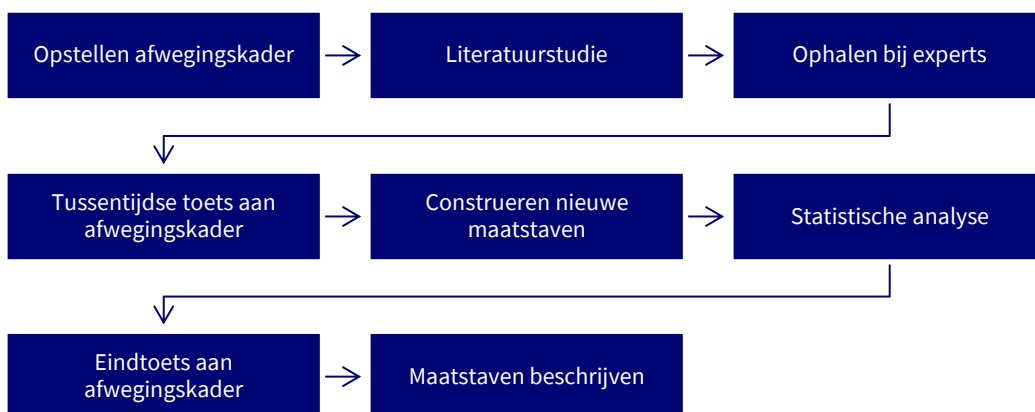 Opstellen afwegingskader
Literatuurstudie
Ophalen bij experts
Tussentijdse toets aan
afwegingskader
Construeren nieuwe
maatstaven
Statistische analyse
Eindtoets aan
afwegingskader
Maatstaven beschrijven